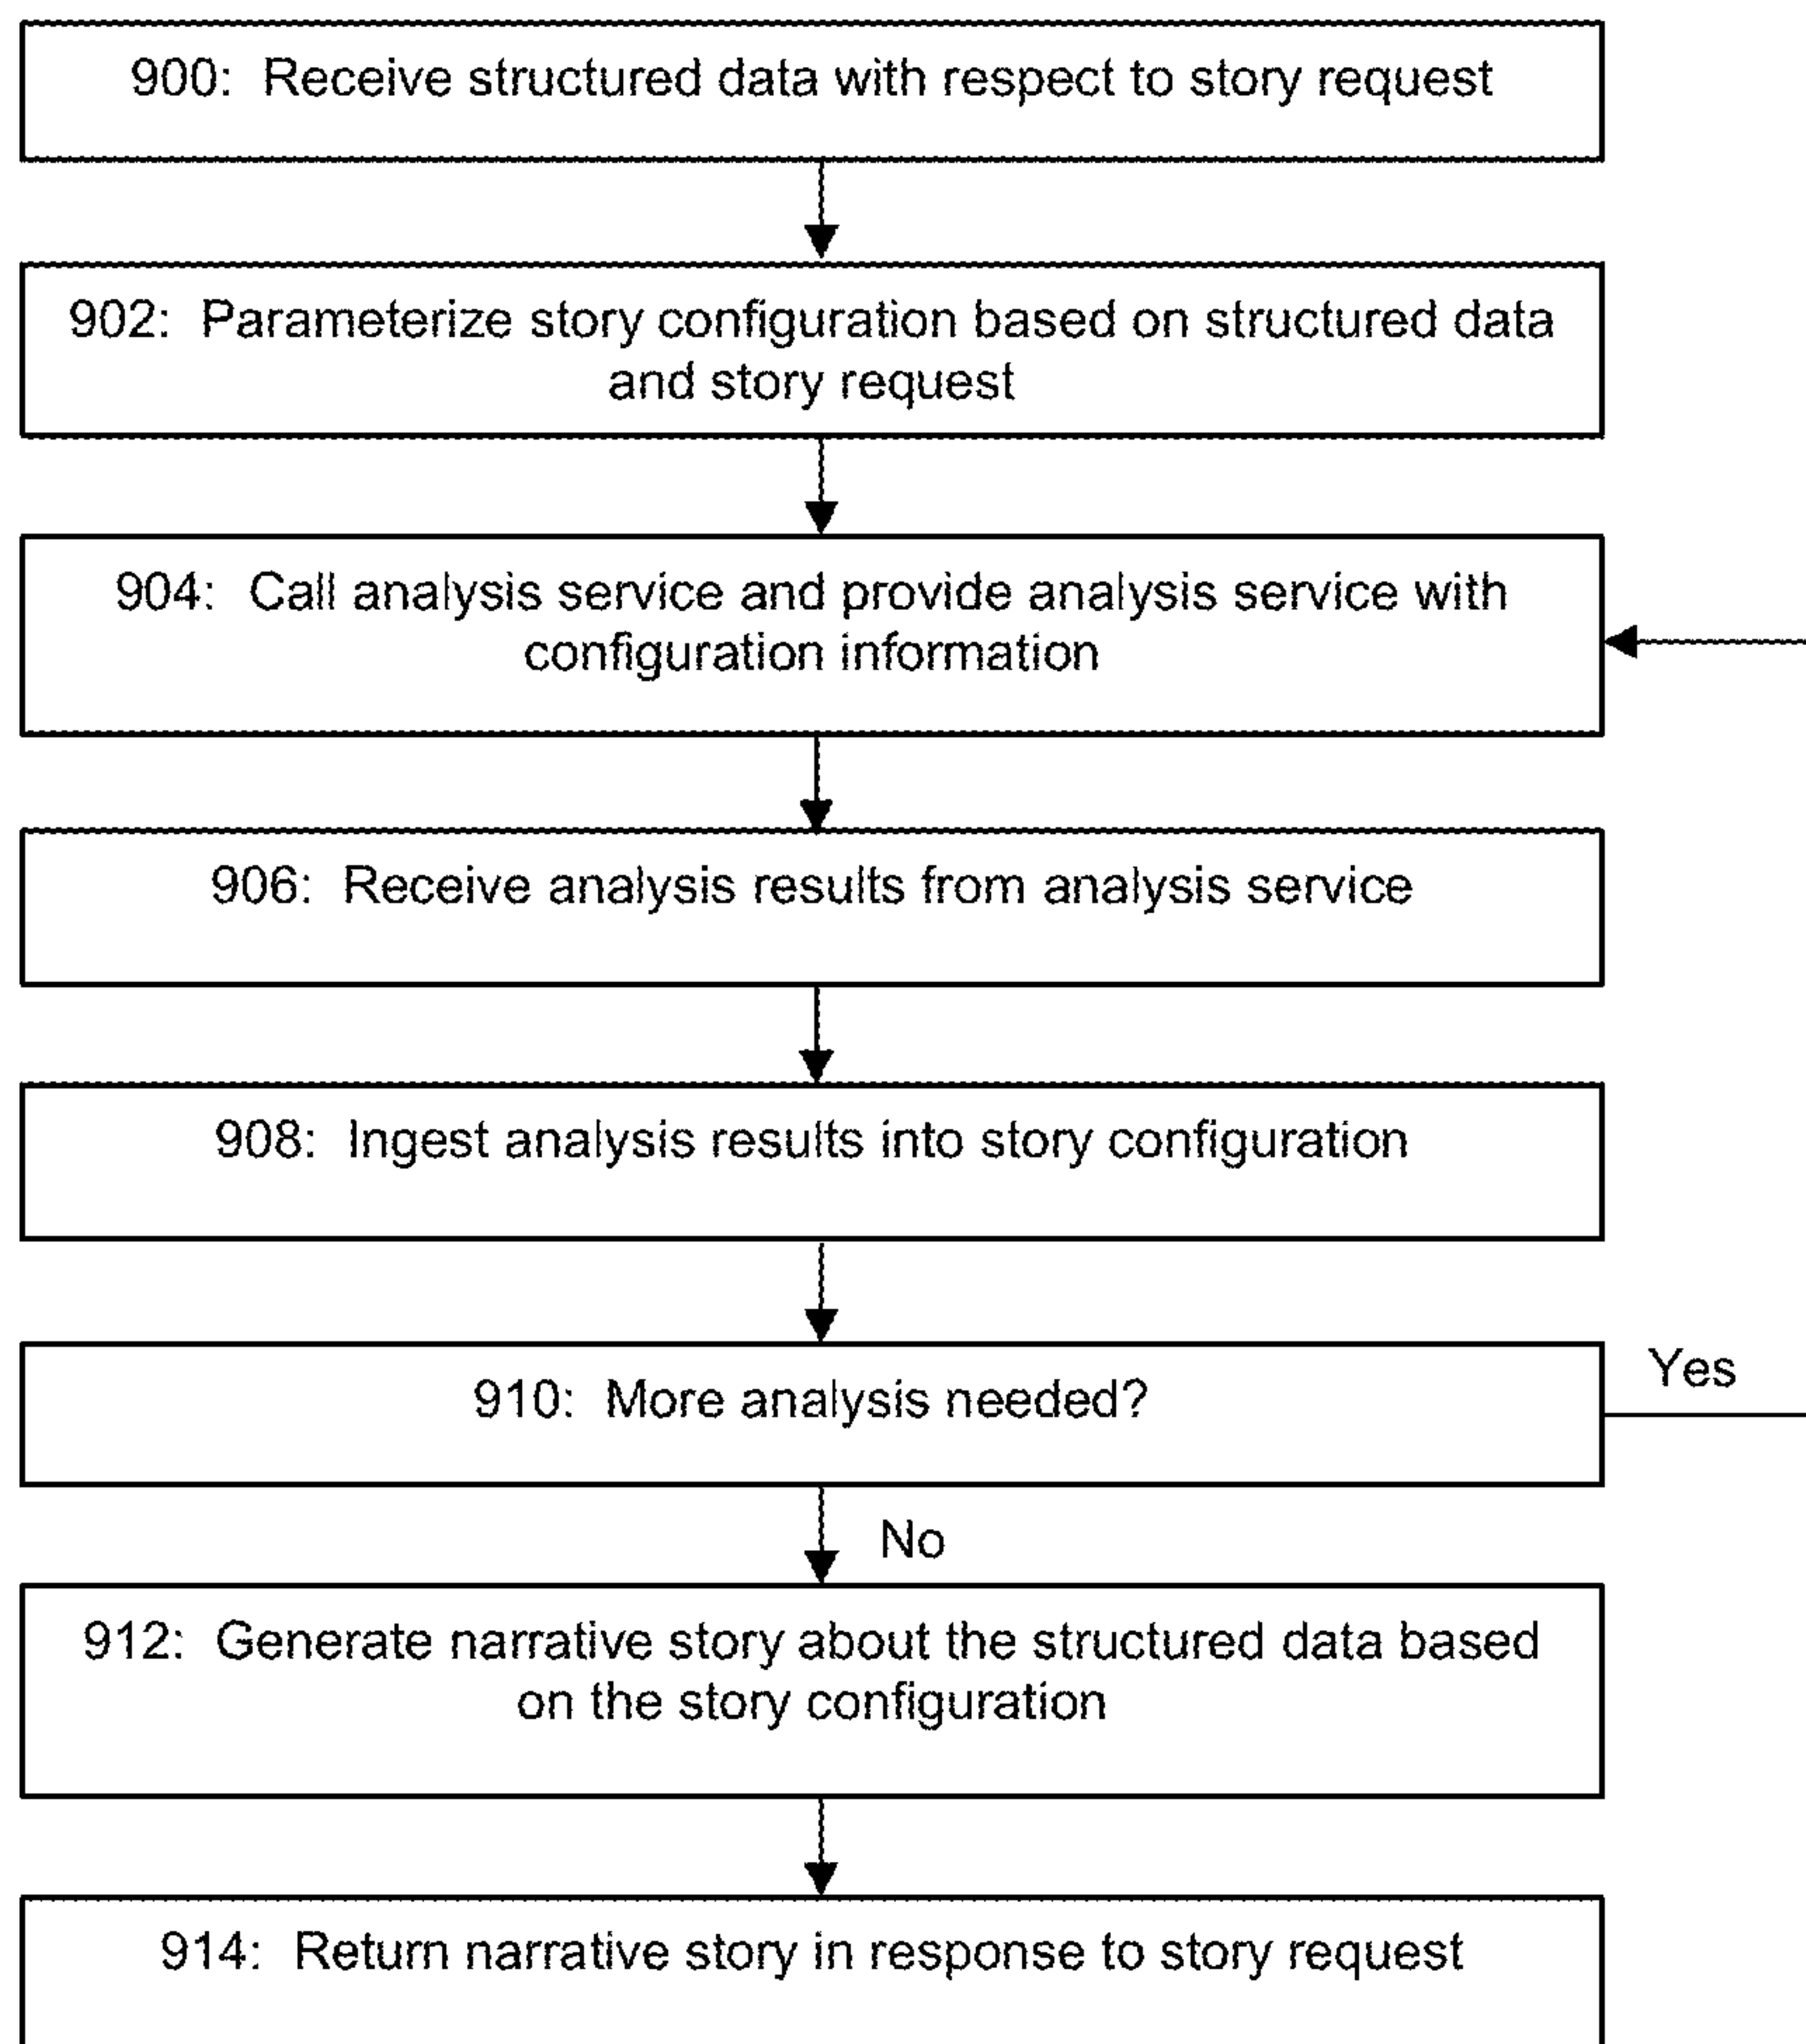 900: Receive structured data with respect to story request
902: Parameterize story configuration based on structured data
and story request
904: Call analysis service and provide analysis service with
configuration information
906: Receive analysis results from analysis service
908: Ingest analysis results into story configuration
910: More analysis needed?
Yes
No
912: Generate narrative story about the structured data based
on the story configuration
914: Return narrative story in response to story request